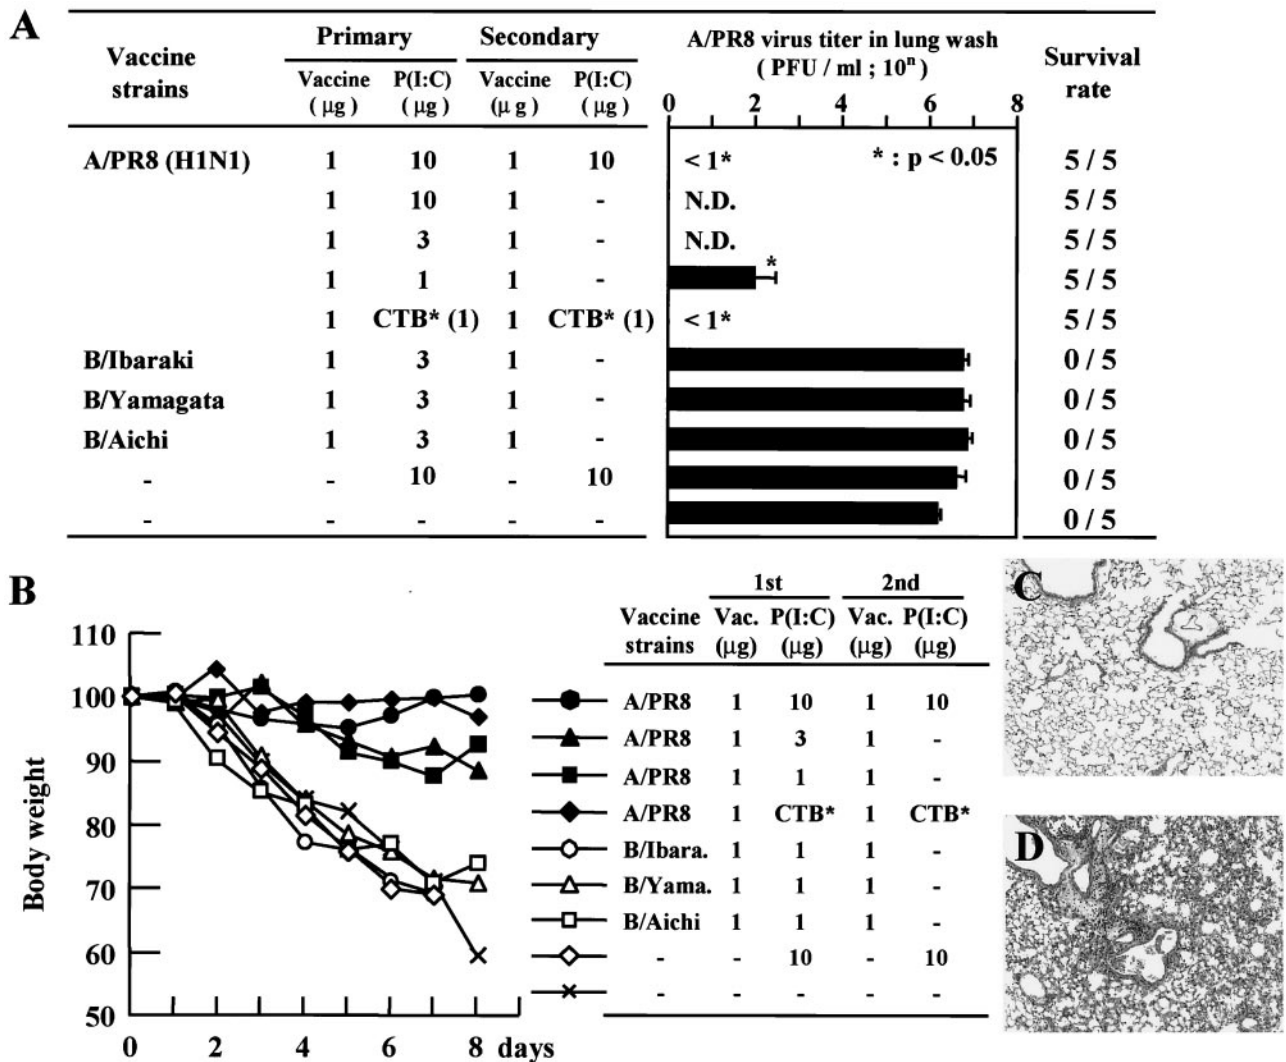 A
Primary Secondary A/PR8 virus titer in lung wash
Vaccine strains ( PFU / ml ; 10ⁿ ) Survival rate
Vaccine P(I:C) Vaccine P(I:C)
( μg ) ( μg ) (μ g ) ( μg )
0 2 4 6 8
A/PR8 (H1N1) 1 10 1 10 < 1* * : p < 0.05 5 / 5
1 10 1 - N.D. 5 / 5
1 3 1 - N.D. 5 / 5
1 1 1 - * 5 / 5
1 CTB* (1) 1 CTB* (1) < 1* 5 / 5
B/Ibaraki 1 3 1 - 0 / 5
B/Yamagata 1 3 1 - 0 / 5
B/Aichi 1 3 1 - 0 / 5
- - 10 - 10 0 / 5
- - - - - 0 / 5
B
Body weight
110
100
90
80
70
60
50
0 2 4 6 8 days
1st 2nd
Vaccine Vac. P(I:C) Vac. P(I:C)
strains (μg) (μg) (μg) (μg)
A/PR8 1 10 1 10
A/PR8 1 3 1 -
A/PR8 1 1 1 -
A/PR8 1 CTB* 1 CTB*
B/Ibara. 1 1 1 -
B/Yama. 1 1 1 -
B/Aichi 1 1 1 -
- - 10 - 10
- - - - -
C
D